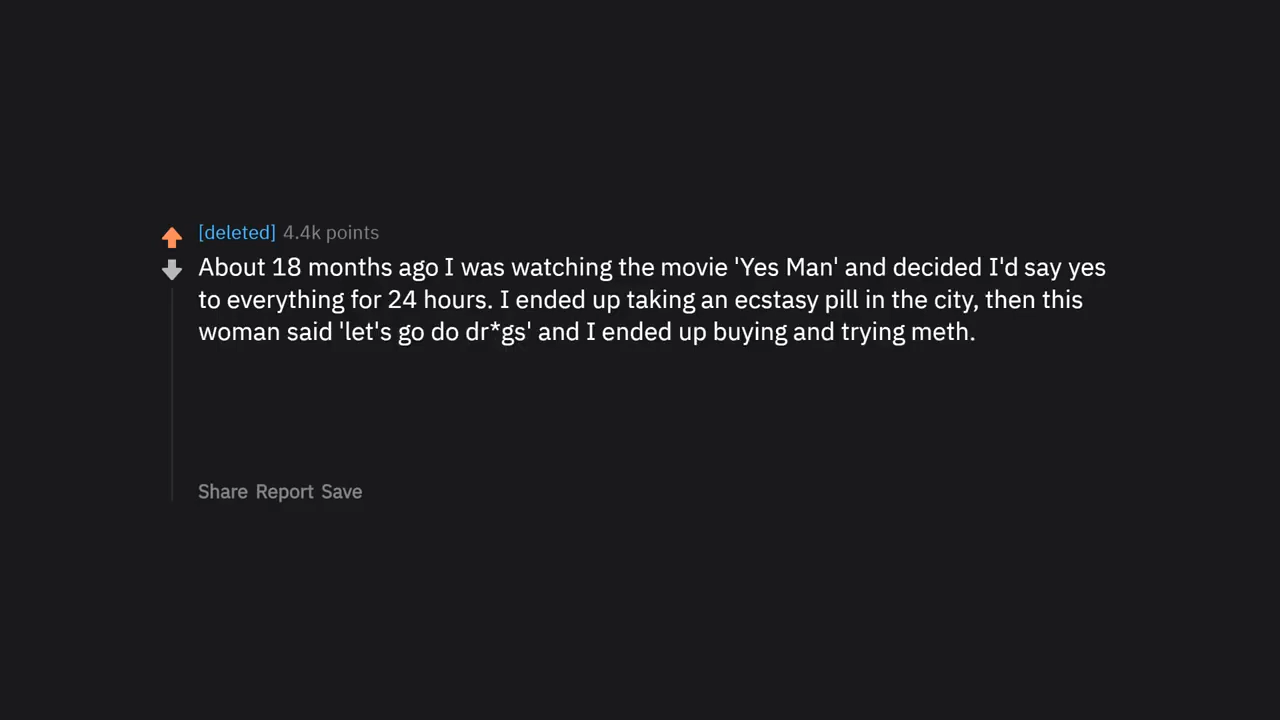 [deleted] 4.4k points
About 18 months ago I was watching the movie 'Yes Man' and decided I'd say yes
to everything for 24 hours. I ended up taking an ecstasy pill in the city, then this
woman said 'let's go do dr*gs' and I ended up buying and trying meth.
Share Report Save